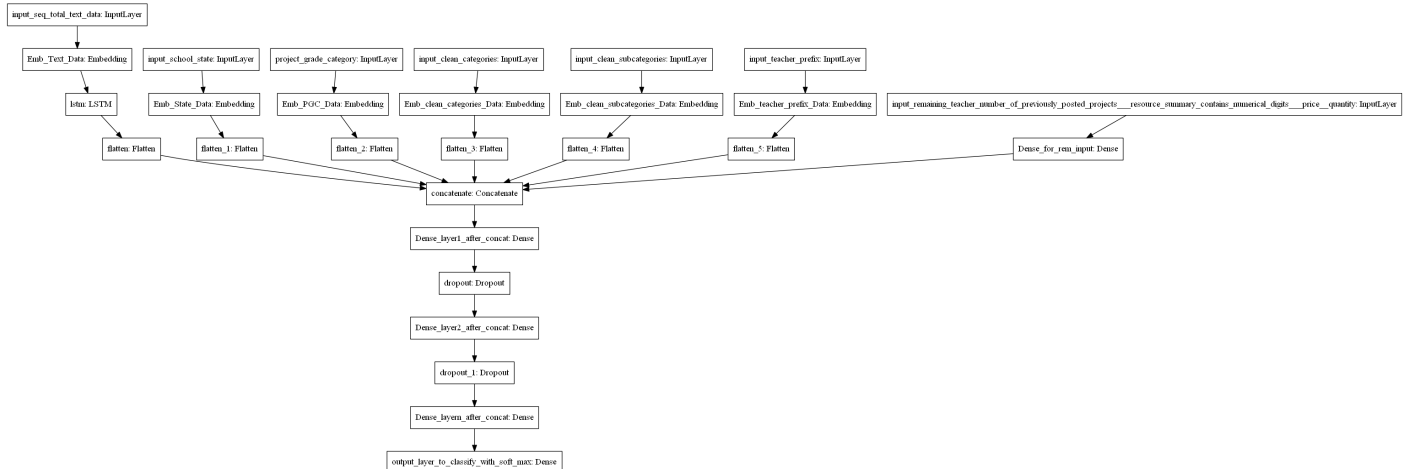 input_seq_total_text_data: InputLayer
Emb_Text_Data: Embedding
input_school_state: InputLayer
project_grade_category: InputLayer
input_clean_categories: InputLayer
input_clean_subcategories: InputLayer
input_teacher_prefix: InputLayer
lstm: LSTM
Emb_State_Data: Embedding
Emb_PGC_Data: Embedding
Emb_clean_categories_Data: Embedding
Emb_clean_subcategories_Data: Embedding
Emb_teacher_prefix_Data: Embedding
input_remaining_teacher_number_of_previously_posted_projects___resource_summary_contains_numerical_digits___price__quantity: InputLayer
flatten: Flatten
flatten_1: Flatten
flatten_2: Flatten
flatten_3: Flatten
flatten_4: Flatten
flatten_5: Flatten
Dense_for_rem_input: Dense
concatenate: Concatenate
Dense_layer1_after_concat: Dense
dropout: Dropout
Dense_layer2_after_concat: Dense
dropout_1: Dropout
Dense_layern_after_concat: Dense
output_layer_to_classify_with_soft_max: Dense